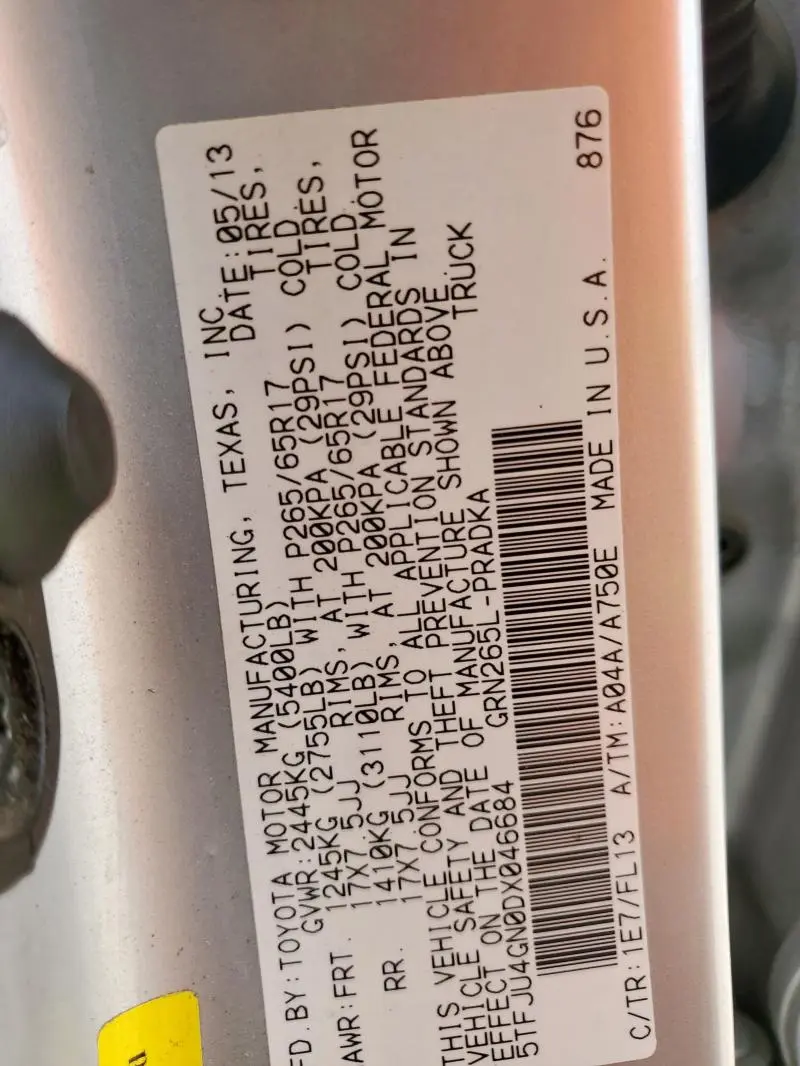 FD.BY:TOYOTA MOTOR MANUFACTURING, TEXAS, INC.
GVWR:2445KG (5400LB) DATE:05/13
AWR:FRT. 1245KG (2755LB) WITH P265/65R17 TIRES,
17X7.5JJ RIMS, AT 200KPA (29PSI) COLD
RR. 1410KG (3110LB) WITH P265/65R17 TIRES,
17X7.5JJ RIMS, AT 200KPA (29PSI) COLD
THIS VEHICLE CONFORMS TO ALL APPLICABLE FEDERAL MOTOR
VEHICLE SAFETY AND THEFT PREVENTION STANDARDS IN
EFFECT ON THE DATE OF MANUFACTURE SHOWN ABOVE.
5TFJU4GN0DX046684 GRN265L-PRADKA TRUCK
C/TR:1E7/FL13 A/TM:A04A/A750E MADE IN U.S.A. 876